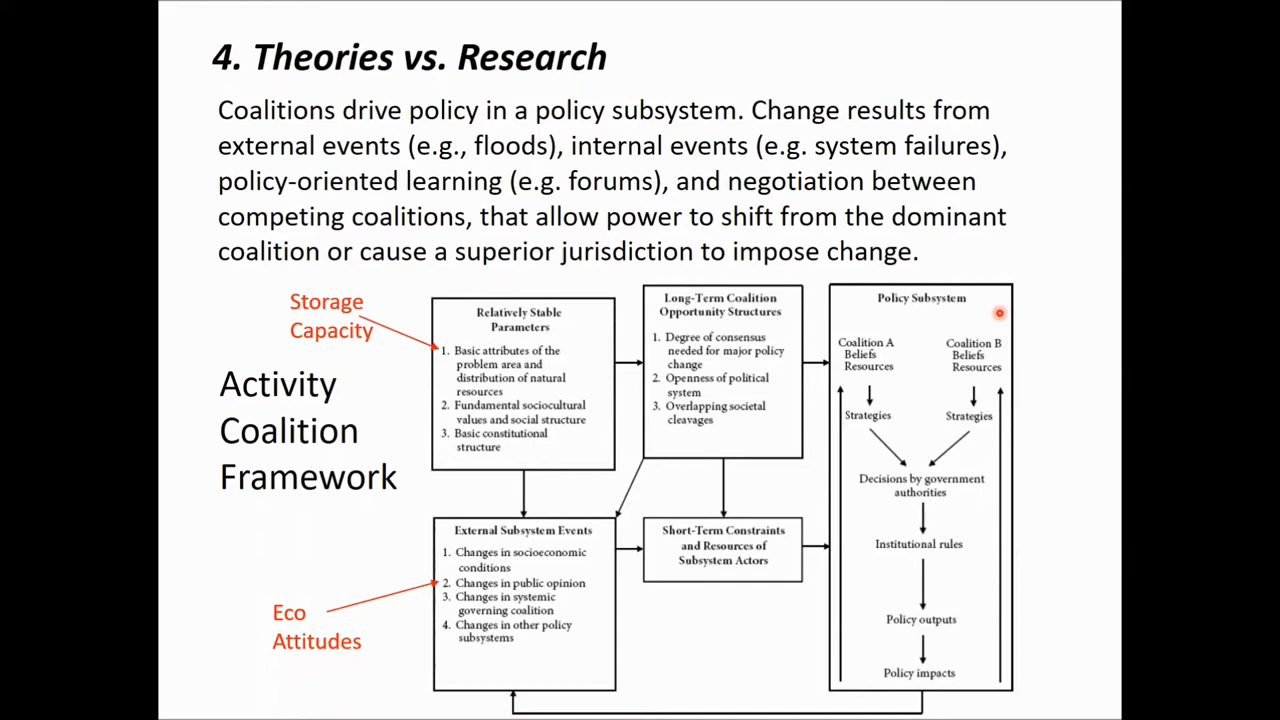 4. Theories vs. Research
Coalitions drive policy in a policy subsystem. Change results from
external events (e.g., floods), internal events (e.g. system failures),
policy-oriented learning (e.g. forums), and negotiation between
competing coalitions, that allow power to shift from the dominant
coalition or cause a superior jurisdiction to impose change.
Storage
Capacity
Activity
Coalition
Framework
Eco
Attitudes
Relatively Stable
Parameters
1. Basic attributes of the
problem area and
distribution of natural
resources
2. Fundamental sociocultural
values and social structure
3. Basic constitutional
structure
Long-Term Coalition
Opportunity Structures
1. Degree of consensus
needed for major policy
change
2. Openness of political
system
3. Overlapping societal
cleavages
External Subsystem Events
1. Changes in socioeconomic
conditions
2. Changes in public opinion
3. Changes in systemic
governing coalition
4. Changes in other policy
subsystems
Short-Term Constraints
and Resources of
Subsystem Actors
Policy Subsystem
Coalition A
Beliefs
Resources
Coalition B
Beliefs
Resources
Strategies
Strategies
Decisions by government
authorities
Institutional rules
Policy outputs
Policy impacts